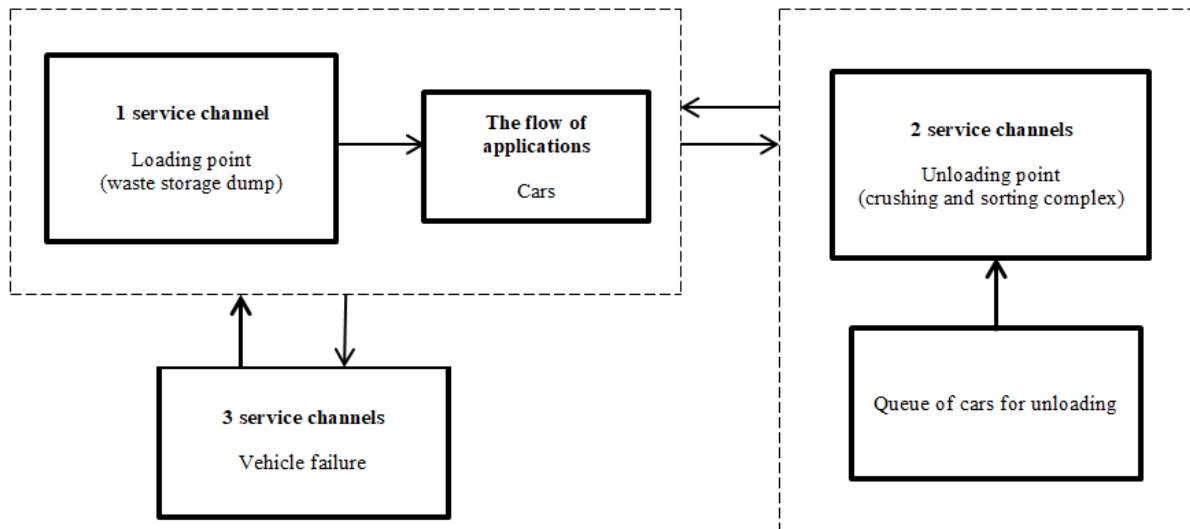 1 service channel
Loading point
(waste storage dump)
The flow of
applications
Cars
2 service channels
Unloading point
(crushing and sorting complex)
3 service channels
Vehicle failure
Queue of cars for unloading